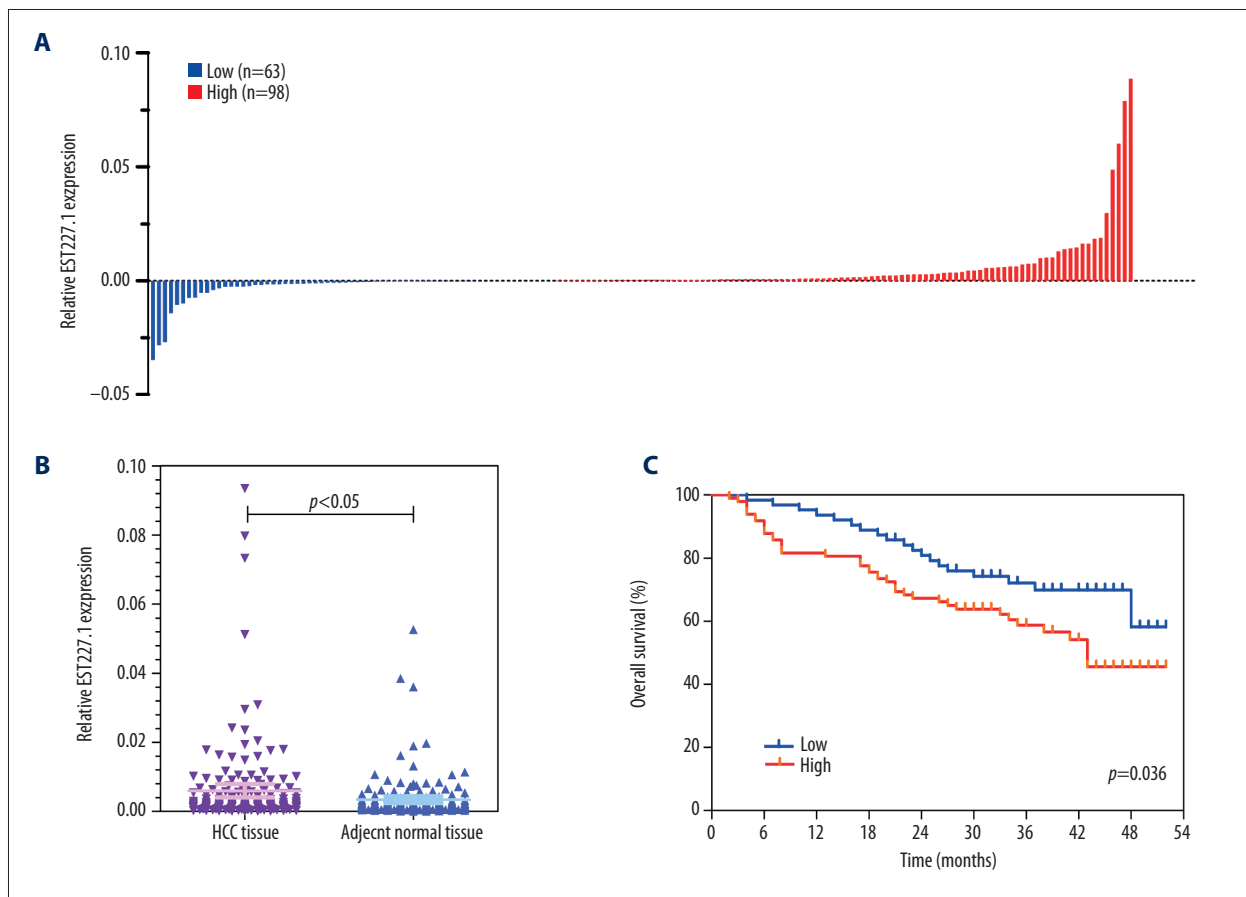 A
0.10
0.05
0.00
−0.05
Relative EST227.1 exzpression
Low (n=63)
High (n=98)
B
0.10
0.08
0.06
0.04
0.02
0.00
Relative EST227.1 exzpression
p<0.05
HCC tissue
Adjecnt normal tissue
C
100
80
60
40
20
0
Overall survival (%)
Low
High
p=0.036
0 6 12 18 24 30 36 42 48 54
Time (months)